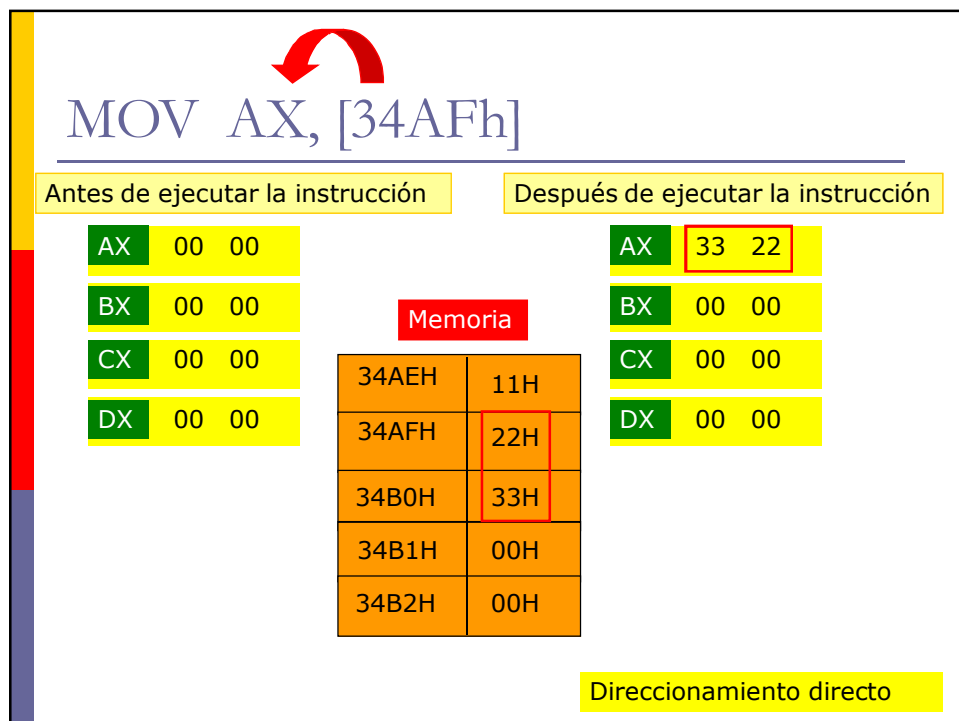 MOV AX, [34AFh]
Antes de ejecutar la instrucción
Después de ejecutar la instrucción
AX 00 00
BX 00 00
CX 00 00
DX 00 00
Memoria
34AEH 11H
34AFH 22H
34B0H 33H
34B1H 00H
34B2H 00H
AX 33 22
BX 00 00
CX 00 00
DX 00 00
Direccionamiento directo